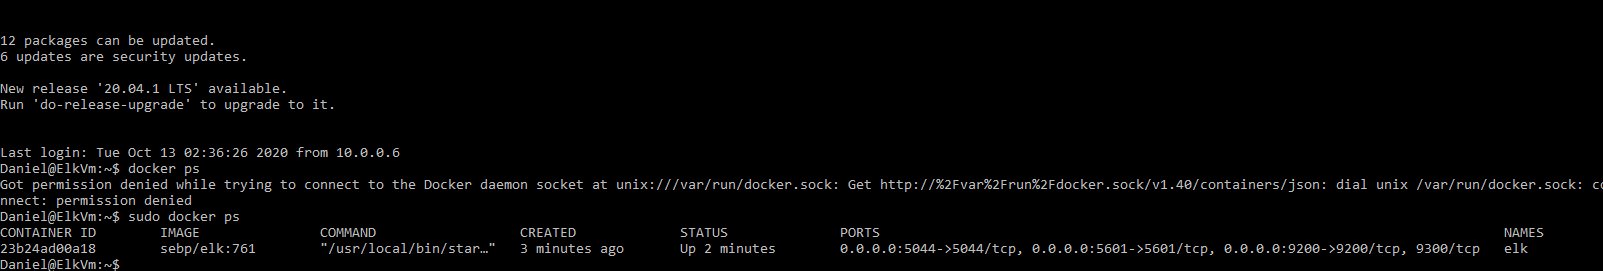 12 packages can be updated.
6 updates are security updates.
New release '20.04.1 LTS' available.
Run 'do-release-upgrade' to upgrade to it.
Last login: Tue Oct 13 02:36:26 2020 from 10.0.0.6
Daniel@ElkVm:~$ docker ps
Got permission denied while trying to connect to the Docker daemon socket at unix:///var/run/docker.sock: Get http://%2Fvar%2Frun%2Fdocker.sock/v1.40/containers/json: dial unix /var/run/docker.sock: co
nnect: permission denied
Daniel@ElkVm:~$ sudo docker ps
CONTAINER ID        IMAGE               COMMAND                  CREATED             STATUS              PORTS                                                                              NAMES
23b24ad00a18        sebp/elk:761        "/usr/local/bin/star…"   3 minutes ago       Up 2 minutes        0.0.0.0:5044->5044/tcp, 0.0.0.0:5601->5601/tcp, 0.0.0.0:9200->9200/tcp, 9300/tcp   elk
Daniel@ElkVm:~$